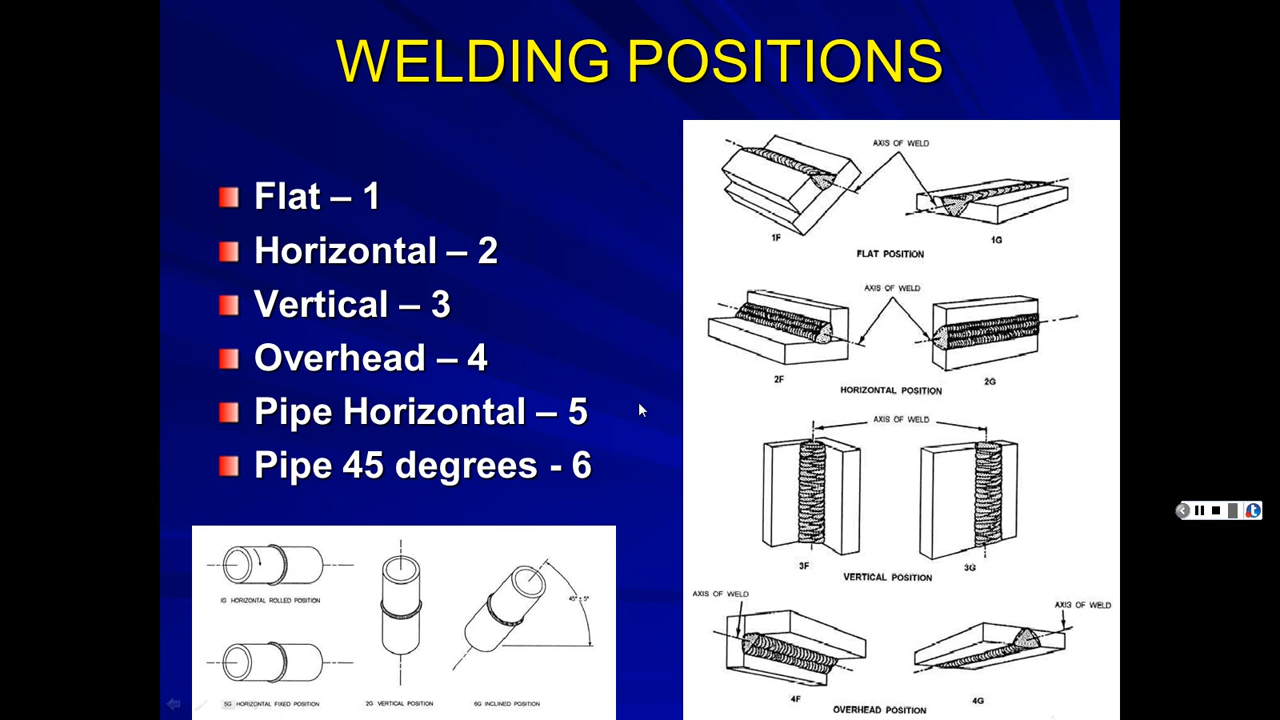 WELDING POSITIONS
Flat – 1
Horizontal – 2
Vertical – 3
Overhead – 4
Pipe Horizontal – 5
Pipe 45 degrees - 6
AXIS OF WELD
1F
1G
FLAT POSITION
AXIS OF WELD
2F
2G
HORIZONTAL POSITION
AXIS OF WELD
3F
3G
VERTICAL POSITION
AXIS OF WELD
AXIS OF WELD
4F
4G
OVERHEAD POSITION
45° ± 5°
1G HORIZONTAL ROLLED POSITION
5G HORIZONTAL FIXED POSITION
2G VERTICAL POSITION
6G INCLINED POSITION
t